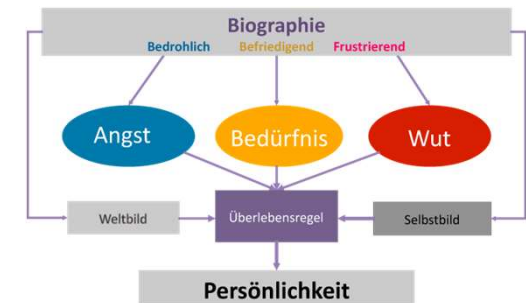 Biographie
Bedrohlich Befriedigend Frustrierend
Angst Bedürfnis Wut
Weltbild Überlebensregel Selbstbild
Persönlichkeit